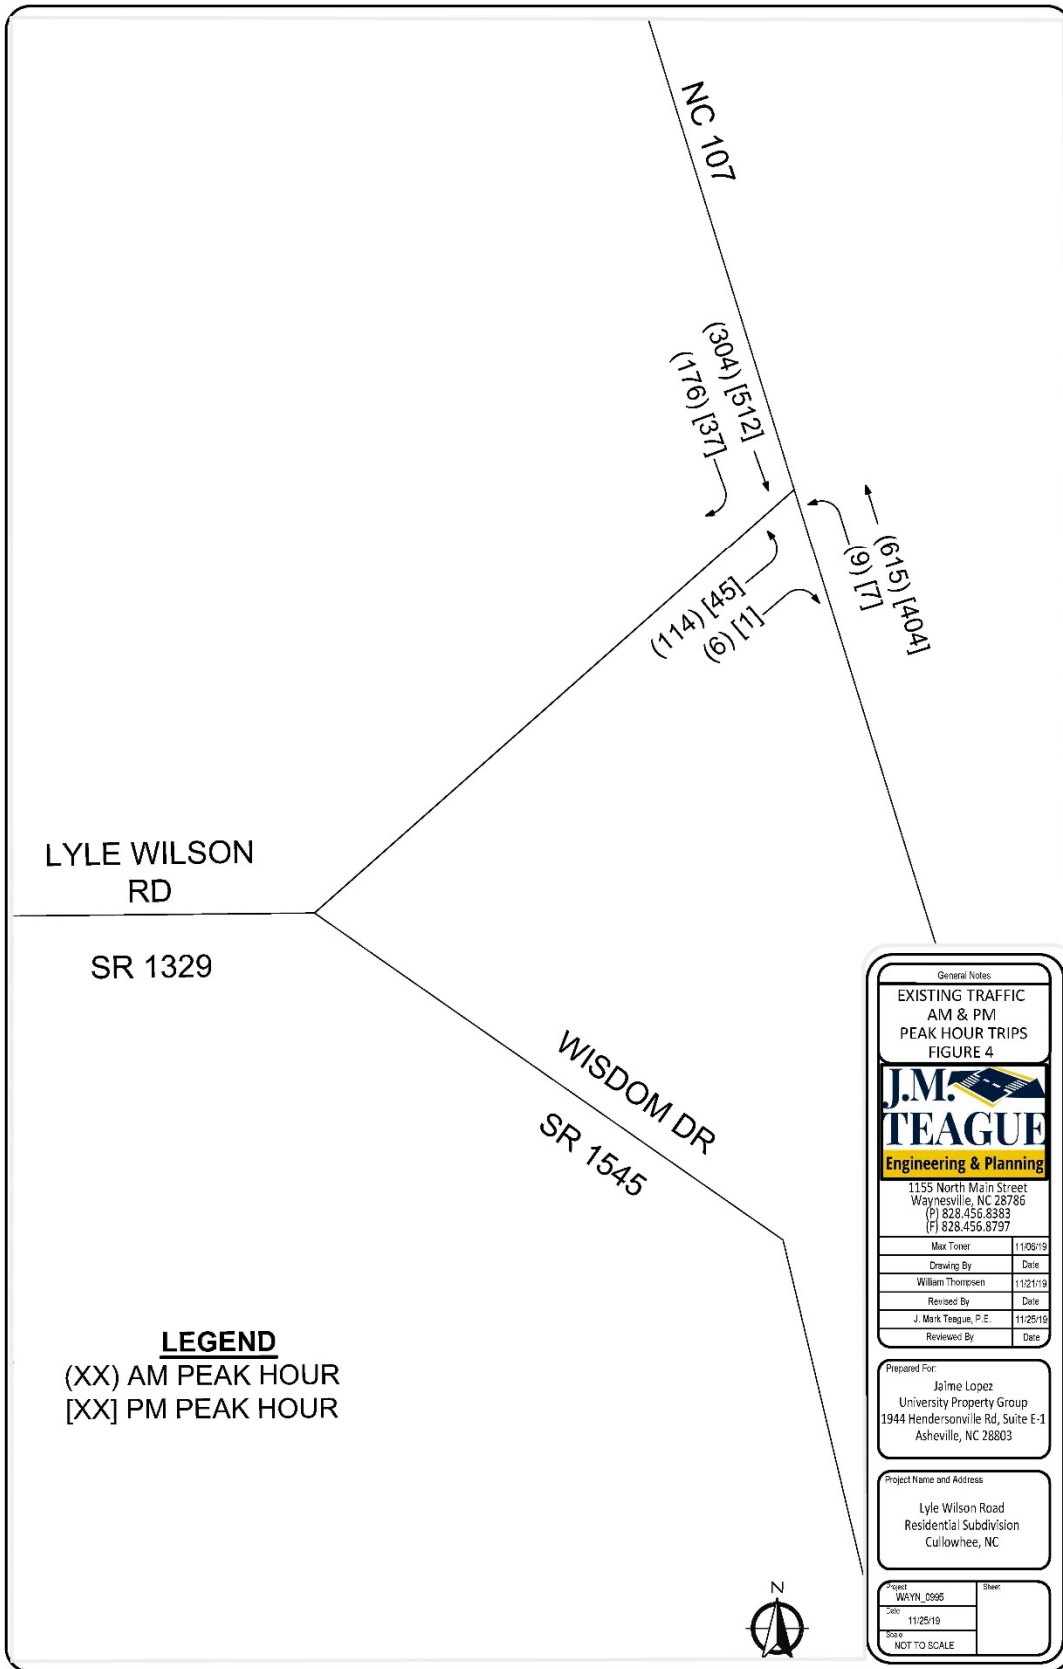 NC 107
(304) [512]
(176) [37]
(615) [404]
(9) [7]
(114) [45]
(6) [1]
LYLE WILSON
RD
SR 1329
WISDOM DR
SR 1545
LEGEND
(XX) AM PEAK HOUR
[XX] PM PEAK HOUR
N
General Notes
EXISTING TRAFFIC
AM & PM
PEAK HOUR TRIPS
FIGURE 4
J.M.
TEAGUE
Engineering & Planning
1155 North Main Street
Waynesville, NC 28786
(P) 828.456.8383
(F) 828.456.8797
Max Toner 11/06/19
Drawing By Date
William Thompsen 11/21/19
Revised By Date
J. Mark Teague, P.E. 11/25/19
Reviewed By Date
Prepared For:
Jaime Lopez
University Property Group
1944 Hendersonville Rd, Suite E-1
Asheville, NC 28803
Project Name and Address
Lyle Wilson Road
Residential Subdivision
Cullowhee, NC
Project Sheet
WAYN_0995
Date
11/25/19
Scale
NOT TO SCALE